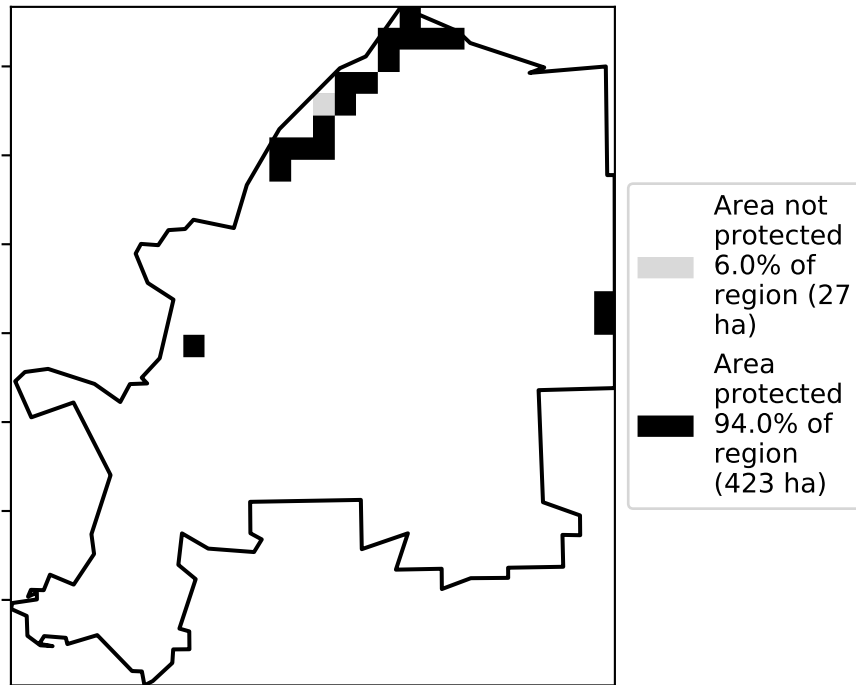 Area not
protected
6.0% of
region (27
ha)
Area
protected
94.0% of
region
(423 ha)